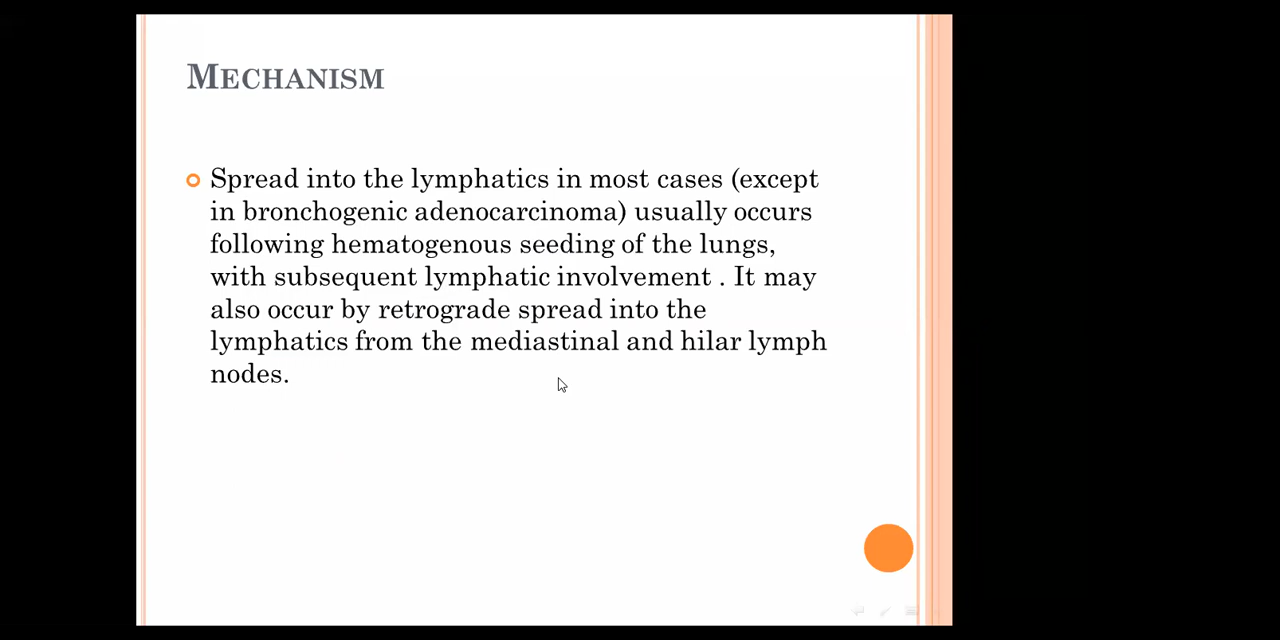 MECHANISM
Spread into the lymphatics in most cases (except
in bronchogenic adenocarcinoma) usually occurs
following hematogenous seeding of the lungs,
with subsequent lymphatic involvement . It may
also occur by retrograde spread into the
lymphatics from the mediastinal and hilar lymph
nodes.